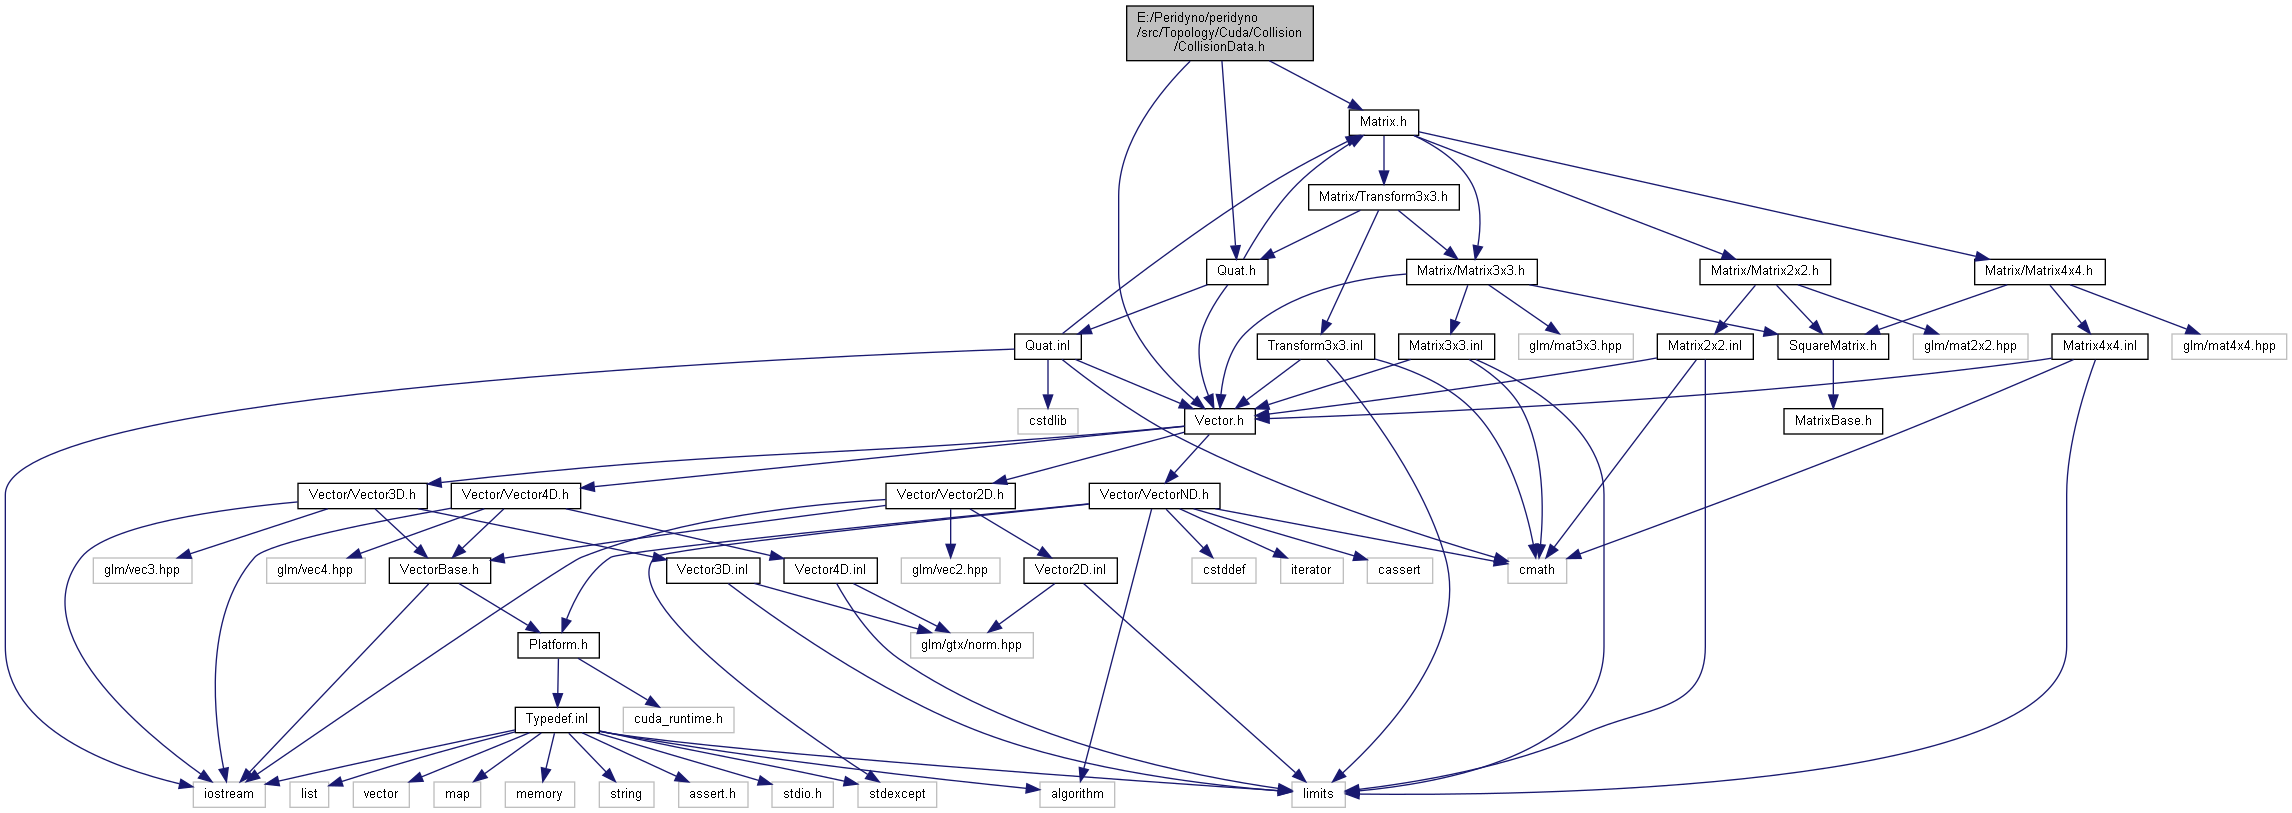 E:/Peridyno/peridyno
/src/Topology/Cuda/Collision
/CollisionData.h
Matrix.h
Matrix/Transform3x3.h
Quat.h
Matrix/Matrix3x3.h
Matrix/Matrix2x2.h
Matrix/Matrix4x4.h
Quat.inl
Transform3x3.inl
Matrix3x3.inl
glm/mat3x3.hpp
Matrix2x2.inl
SquareMatrix.h
glm/mat2x2.hpp
Matrix4x4.inl
glm/mat4x4.hpp
cstdlib
Vector.h
MatrixBase.h
Vector/Vector3D.h
Vector/Vector4D.h
Vector/Vector2D.h
Vector/VectorND.h
glm/vec3.hpp
glm/vec4.hpp
VectorBase.h
Vector3D.inl
Vector4D.inl
glm/vec2.hpp
Vector2D.inl
cstddef
iterator
cassert
cmath
Platform.h
glm/gtx/norm.hpp
Typedef.inl
cuda_runtime.h
iostream
list
vector
map
memory
string
assert.h
stdio.h
stdexcept
algorithm
limits